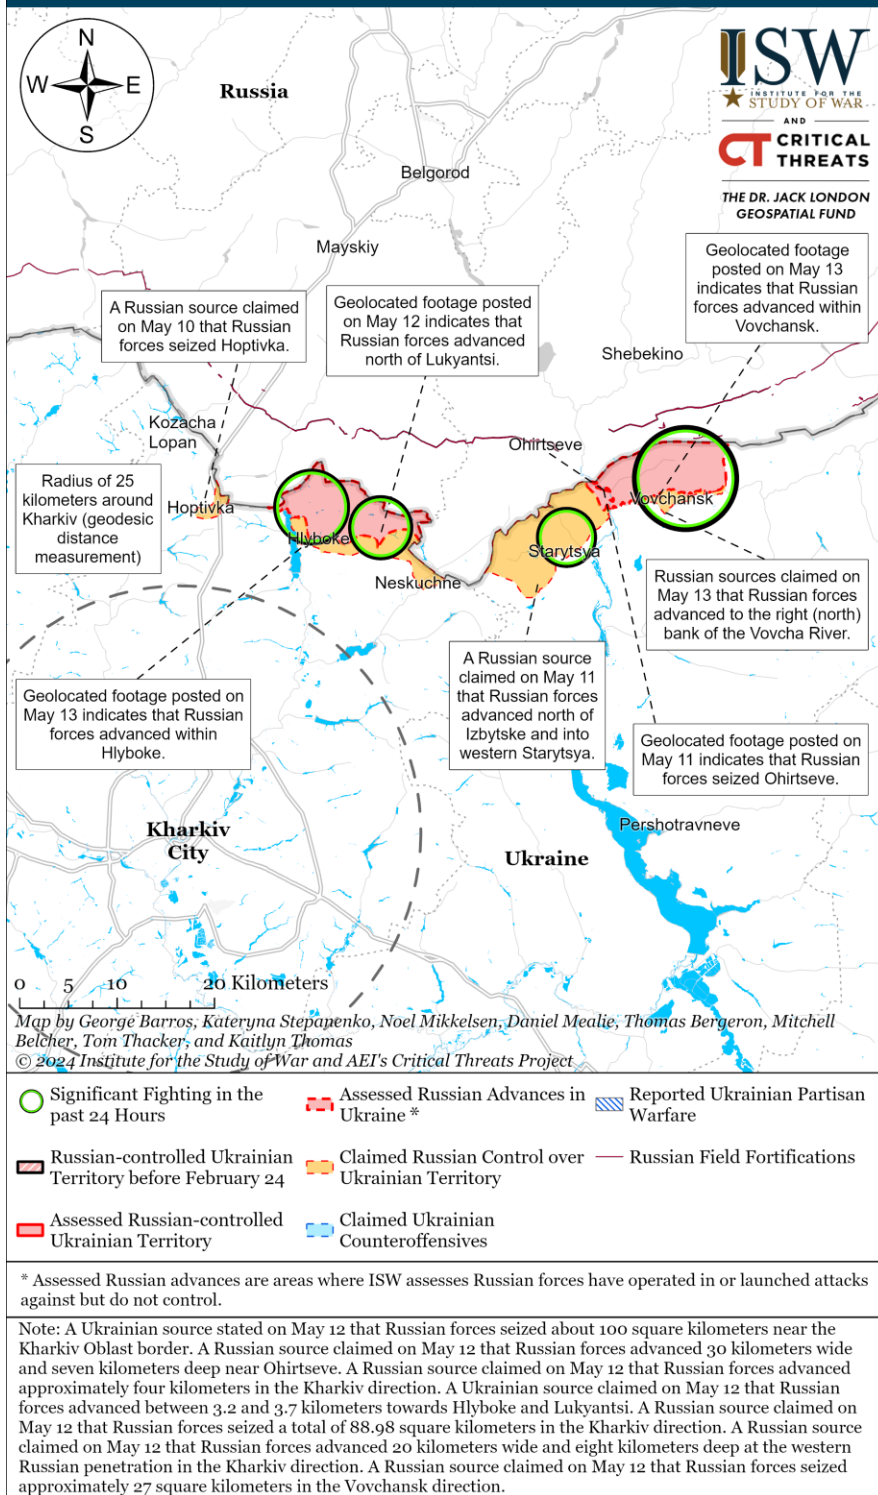 N
W
E
S
Russia
ISW
INSTITUTE FOR THE
STUDY OF WAR
AND
CT CRITICAL
THREATS
THE DR. JACK LONDON
GEOSPATIAL FUND
Belgorod
Mayskiy
Geolocated footage
posted on May 13
indicates that Russian
forces advanced within
Vovchansk.
A Russian source claimed
on May 10 that Russian
forces seized Hoptivka.
Geolocated footage posted
on May 12 indicates that
Russian forces advanced
north of Lukyantsi.
Shebekino
Kozacha
Lopan
Ohirtseve
Radius of 25
kilometers around
Kharkiv (geodesic
distance
measurement)
Hoptivka
Vovchansk
Hlyboke
Starytsva
Neskuchne
Russian sources claimed on
May 13 that Russian forces
advanced to the right (north)
bank of the Vovcha River.
A Russian source
claimed on May 11
that Russian forces
advanced north of
Izbytske and into
western Starytsya.
Geolocated footage posted on
May 13 indicates that Russian
forces advanced within
Hlyboke.
Geolocated footage posted on
May 11 indicates that Russian
forces seized Ohirtseve.
Kharkiv
City
Ukraine
Pershotravneve
0 5 10 20 Kilometers
Map by George Barros, Kateryna Stepanenko, Noel Mikkelsen, Daniel Mealie, Thomas Bergeron, Mitchell
Belcher, Tom Thacker, and Kaitlyn Thomas
© 2024 Institute for the Study of War and AEI's Critical Threats Project
Significant Fighting in the
past 24 Hours
Assessed Russian Advances in
Ukraine *
Reported Ukrainian Partisan
Warfare
Russian-controlled Ukrainian
Territory before February 24
Claimed Russian Control over
Ukrainian Territory
Russian Field Fortifications
Assessed Russian-controlled
Ukrainian Territory
Claimed Ukrainian
Counteroffensives
* Assessed Russian advances are areas where ISW assesses Russian forces have operated in or launched attacks
against but do not control.
Note: A Ukrainian source stated on May 12 that Russian forces seized about 100 square kilometers near the
Kharkiv Oblast border. A Russian source claimed on May 12 that Russian forces advanced 30 kilometers wide
and seven kilometers deep near Ohirtseve. A Russian source claimed on May 12 that Russian forces advanced
approximately four kilometers in the Kharkiv direction. A Ukrainian source claimed on May 12 that Russian
forces advanced between 3.2 and 3.7 kilometers towards Hlyboke and Lukyantsi. A Russian source claimed on
May 12 that Russian forces seized a total of 88.98 square kilometers in the Kharkiv direction. A Russian source
claimed on May 12 that Russian forces advanced 20 kilometers wide and eight kilometers deep at the western
Russian penetration in the Kharkiv direction. A Russian source claimed on May 12 that Russian forces seized
approximately 27 square kilometers in the Vovchansk direction.